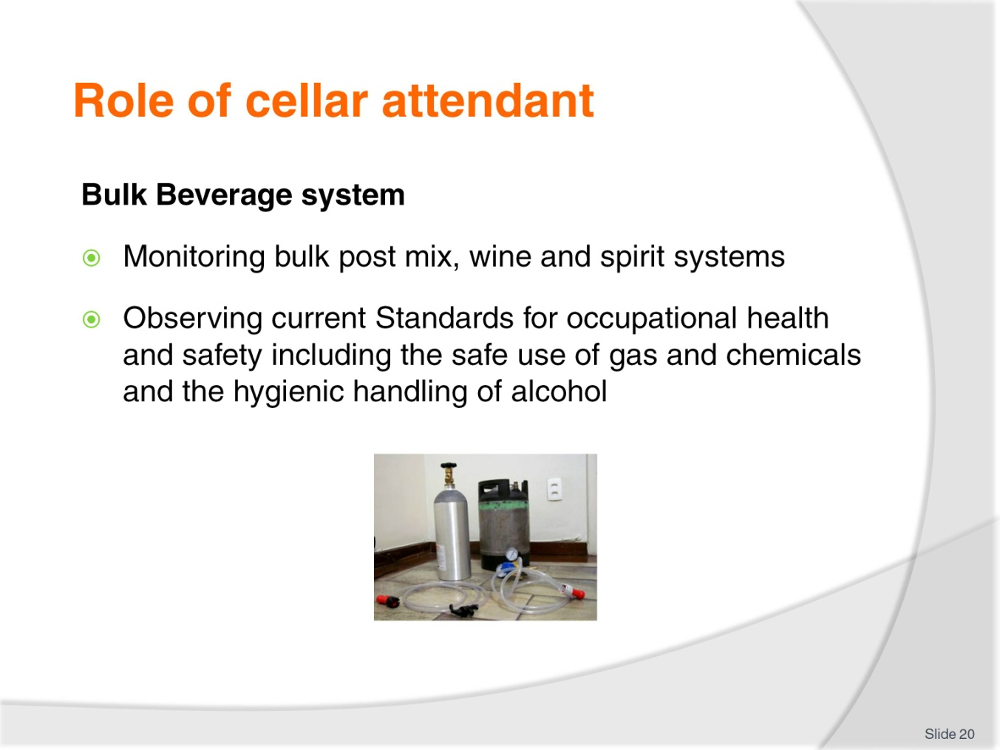 Role of cellar attendant
Bulk Beverage system
Monitoring bulk post mix, wine and spirit systems
Observing current Standards for occupational health
and safety including the safe use of gas and chemicals
and the hygienic handling of alcohol
Slide 20